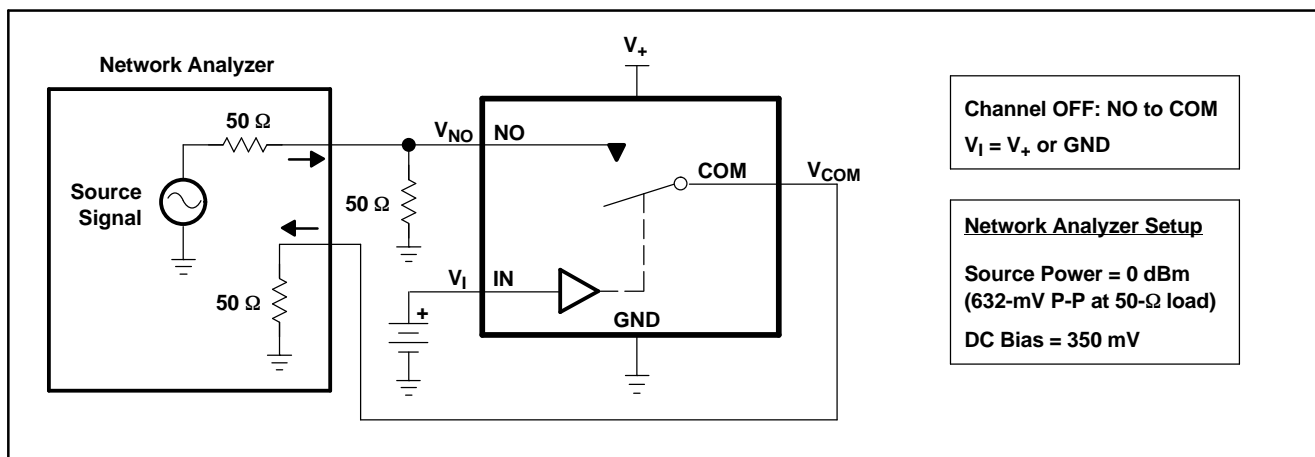 Network Analyzer
50 Ω
Source
Signal
50 Ω
50 Ω
V+
VNO
NO
COM
VCOM
VI
IN
+
GND
Channel OFF: NO to COM
VI = V+ or GND
Network Analyzer Setup
Source Power = 0 dBm
(632-mV P-P at 50-Ω load)
DC Bias = 350 mV